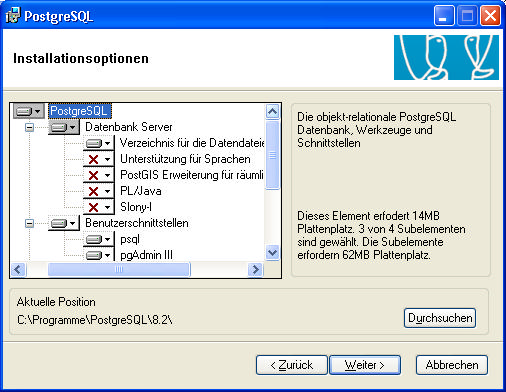 PostgreSQL
Installationsoptionen
PostgreSQL
Datenbank Server
Verzeichnis für die Datendateie
Unterstützung für Sprachen
PostGIS Erweiterung für räumli
PL/Java
Slony-I
Benutzerschnittstellen
psql
pgAdmin III
Die objekt-relationale PostgreSQL
Datenbank, Werkzeuge und
Schnittstellen
Dieses Element erfodert 14MB
Plattenplatz. 3 von 4 Subelementen
sind gewählt. Die Subelemente
erfordern 62MB Plattenplatz.
Aktuelle Position
C:\Programme\PostgreSQL\8.2\
Durchsuchen
< Zurück
Weiter >
Abbrechen